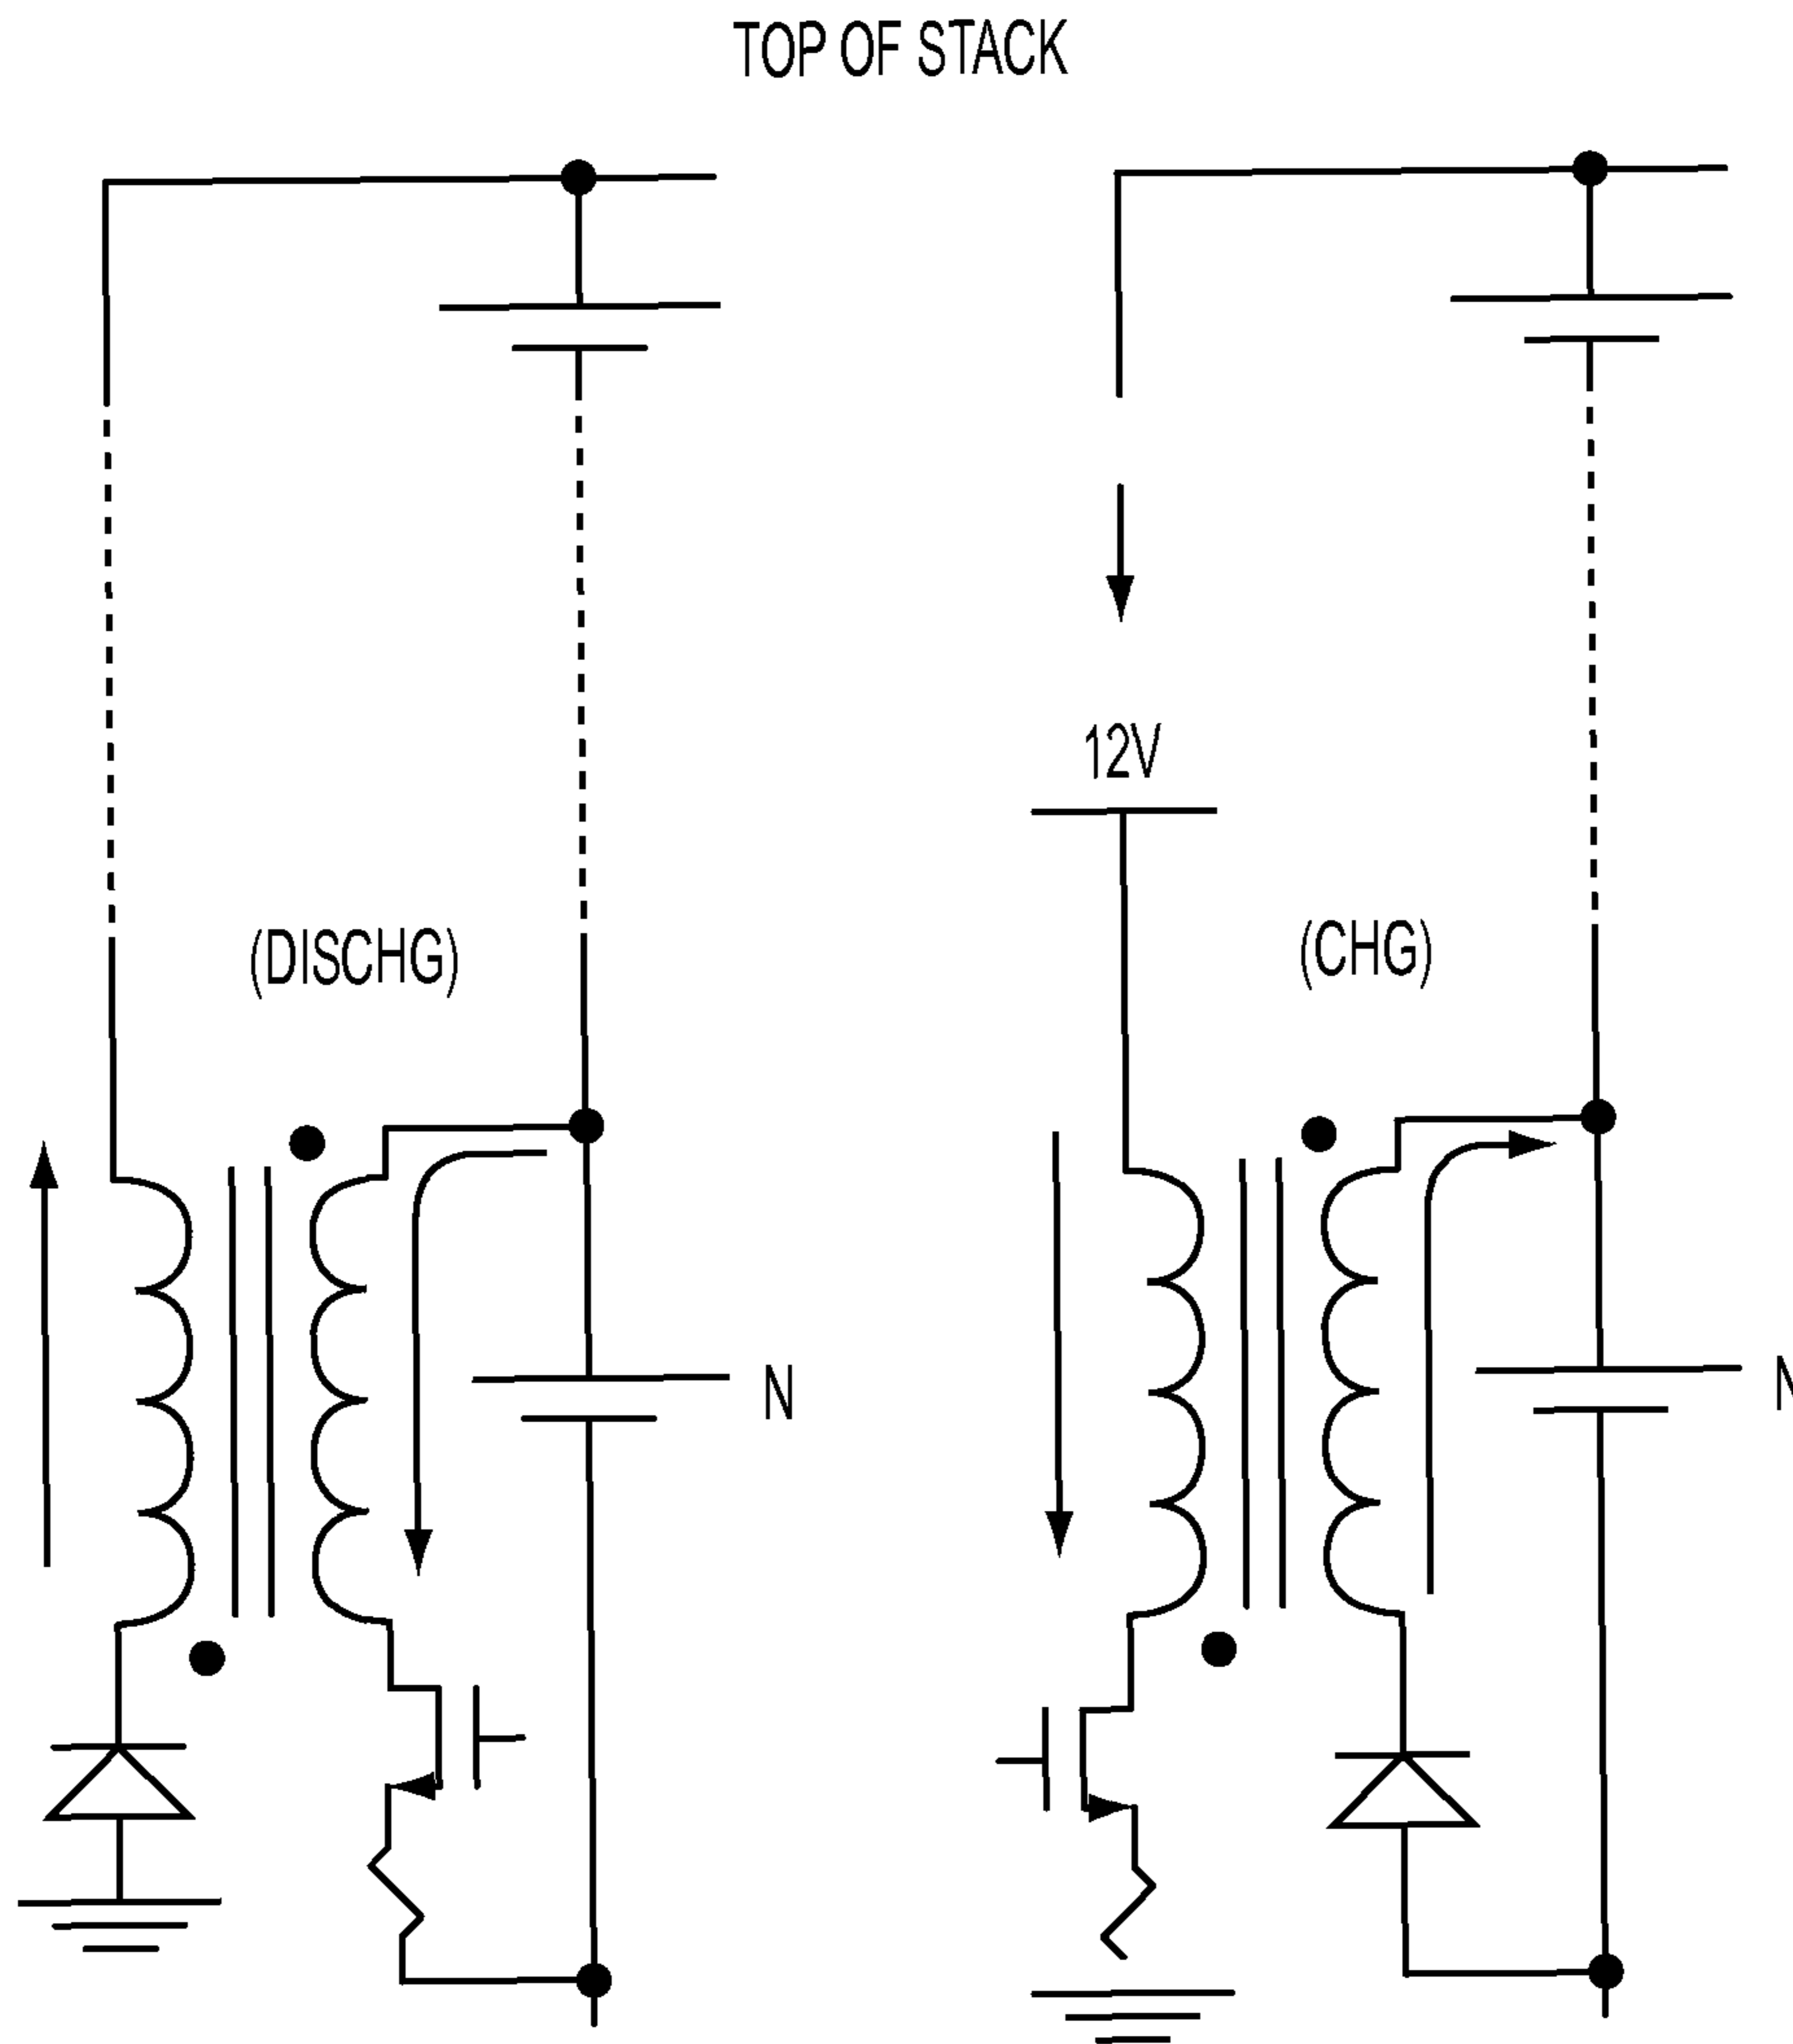 TOP OF STACK
12V
(DISCHG)
(CHG)
N
N